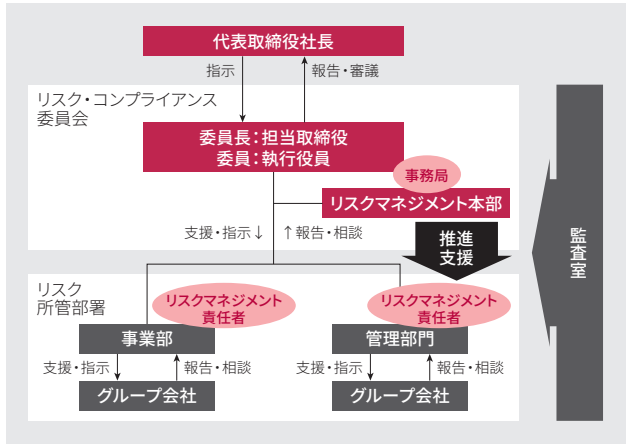 代表取締役社長
指示
報告・審議
リスク・コンプライアンス
委員会
委員長：担当取締役
委員：執行役員
事務局
リスクマネジメント本部
支援・指示↓
↑報告・相談
推進
支援
監査室
リスク
所管部署
リスクマネジメント
責任者
リスクマネジメント
責任者
事業部
管理部門
支援・指示
報告・相談
支援・指示
報告・相談
グループ会社
グループ会社